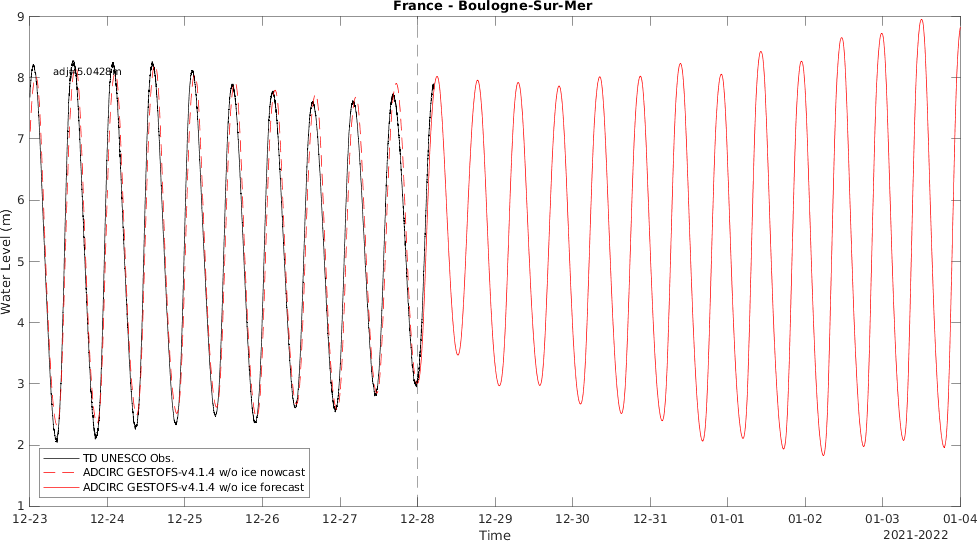 France - Boulogne-Sur-Mer
9
8
7
6
5
4
3
2
1
Water Level (m)
adj=5.0428m
TD UNESCO Obs.
ADCIRC GESTOFS-v4.1.4 w/o ice nowcast
ADCIRC GESTOFS-v4.1.4 w/o ice forecast
12-23 12-24 12-25 12-26 12-27 12-28 12-29 12-30 12-31 01-01 01-02 01-03 01-04
Time
2021-2022